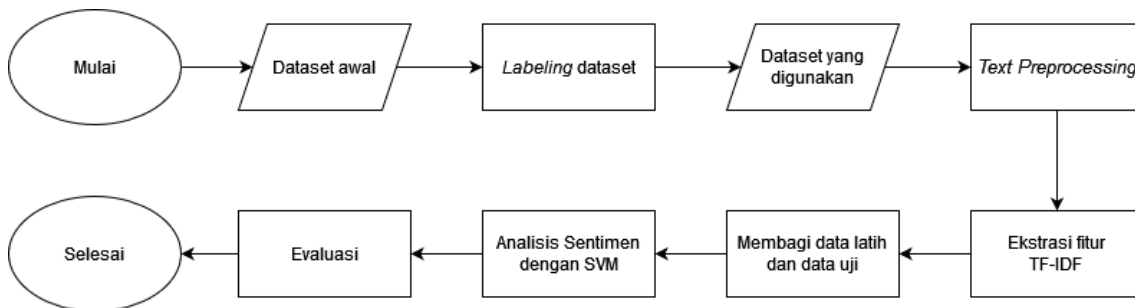 Mulai
Dataset awal
Labeling dataset
Dataset yang
digunakan
Text Preprocessing
Ekstrasi fitur
TF-IDF
Membagi data latih
dan data uji
Analisis Sentimen
dengan SVM
Evaluasi
Selesai